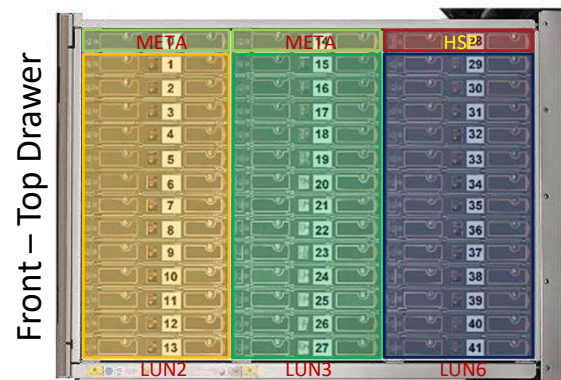 Front – Top Drawer
META META HSP 28
1 15 29
2 16 30
3 17 31
4 18 32
5 19 33
6 20 34
7 21 35
8 22 36
9 23 37
10 24 38
11 25 39
12 26 40
13 27 41
LUN2 LUN3 LUN6